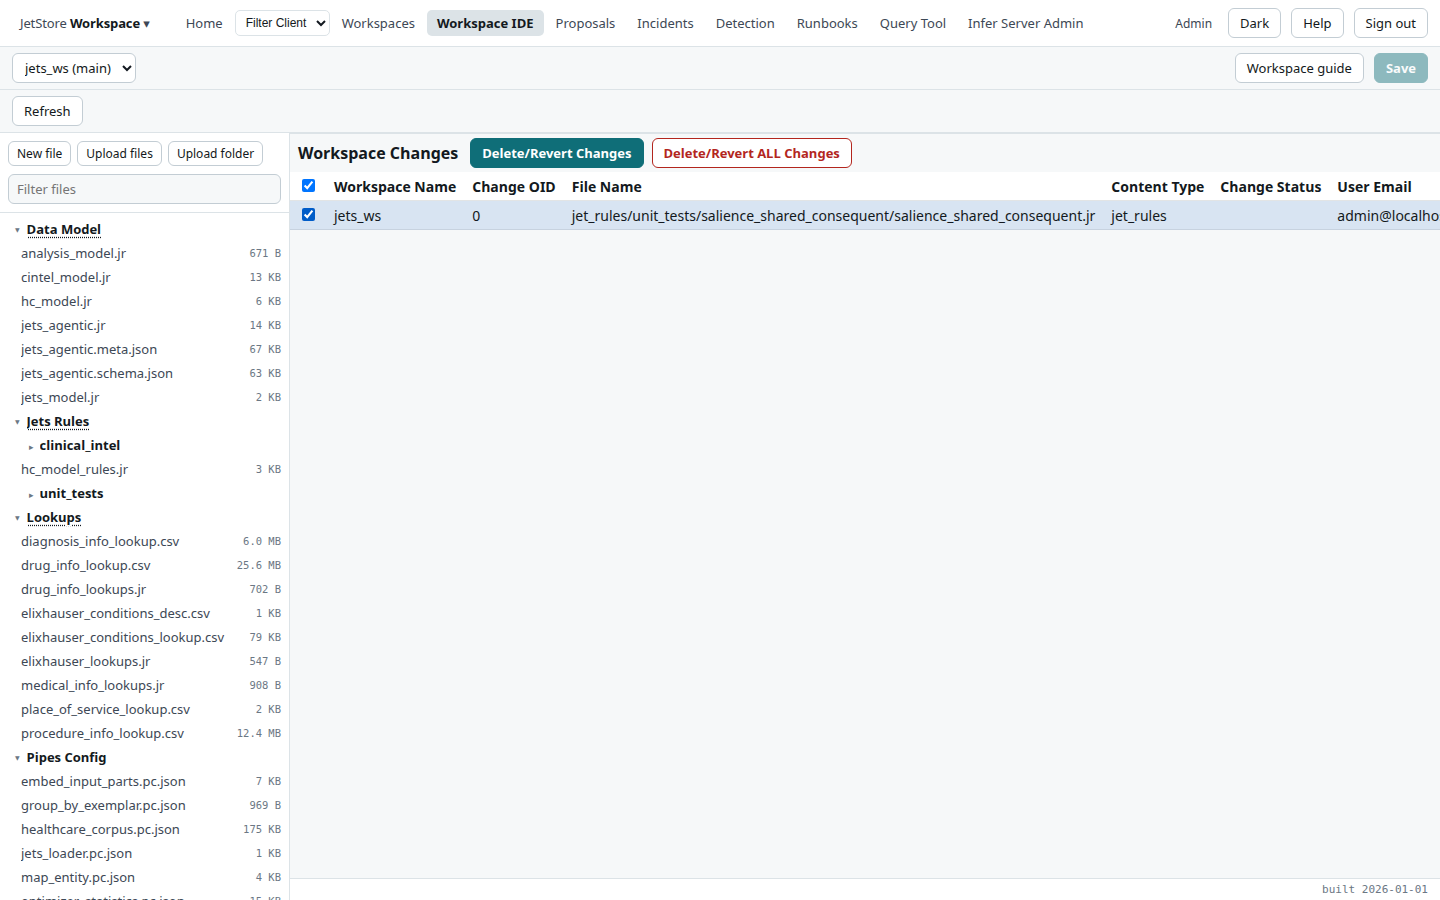 JetStore Workspace ▾ Home Filter Client Workspaces Workspace IDE Proposals Incidents Detection Runbooks Query Tool Infer Server Admin Admin Dark Help Sign out
jets_ws (main) Workspace guide Save
Refresh
New file Upload files Upload folder
Filter files
▾ Data Model
analysis_model.jr 671 B
cintel_model.jr 13 KB
hc_model.jr 6 KB
jets_agentic.jr 14 KB
jets_agentic.meta.json 67 KB
jets_agentic.schema.json 63 KB
jets_model.jr 2 KB
▾ Jets Rules
▸ clinical_intel
hc_model_rules.jr 3 KB
▸ unit_tests
▾ Lookups
diagnosis_info_lookup.csv 6.0 MB
drug_info_lookup.csv 25.6 MB
drug_info_lookups.jr 702 B
elixhauser_conditions_desc.csv 1 KB
elixhauser_conditions_lookup.csv 79 KB
elixhauser_lookups.jr 547 B
medical_info_lookups.jr 908 B
place_of_service_lookup.csv 2 KB
procedure_info_lookup.csv 12.4 MB
▾ Pipes Config
embed_input_parts.pc.json 7 KB
group_by_exemplar.pc.json 969 B
healthcare_corpus.pc.json 175 KB
jets_loader.pc.json 1 KB
map_entity.pc.json 4 KB
Workspace Changes Delete/Revert Changes Delete/Revert ALL Changes
Workspace Name Change OID File Name Content Type Change Status User Email
jets_ws 0 jet_rules/unit_tests/salience_shared_consequent/salience_shared_consequent.jr jet_rules admin@localho
built 2026-01-01